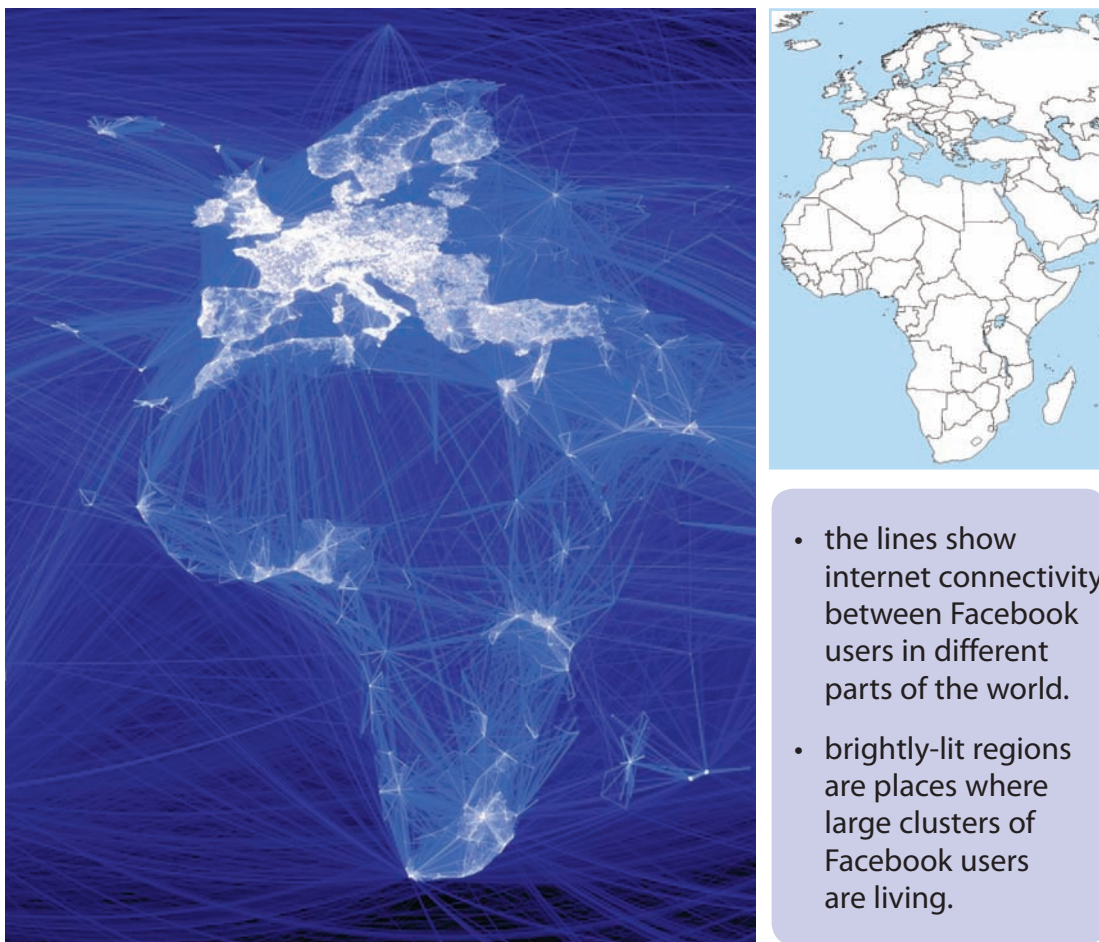 • the lines show
internet connectivity
between Facebook
users in different
parts of the world.
• brightly-lit regions
are places where
large clusters of
Facebook users
are living.